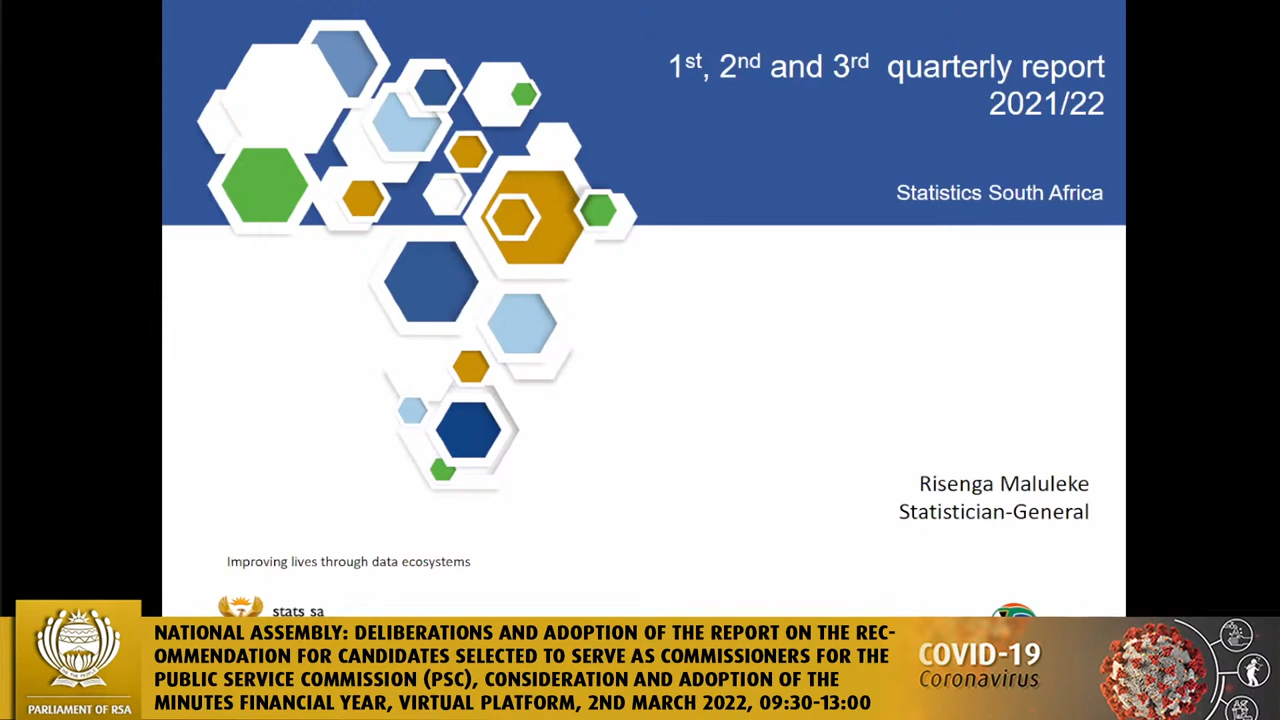 1st, 2nd and 3rd quarterly report
2021/22
Statistics South Africa
Risenga Maluleke
Statistician-General
Improving lives through data ecosystems
stats sa
NATIONAL ASSEMBLY: DELIBERATIONS AND ADOPTION OF THE REPORT ON THE REC-
OMMENDATION FOR CANDIDATES SELECTED TO SERVE AS COMMISSIONERS FOR THE
PUBLIC SERVICE COMMISSION (PSC), CONSIDERATION AND ADOPTION OF THE
MINUTES FINANCIAL YEAR, VIRTUAL PLATFORM, 2ND MARCH 2022, 09:30-13:00
PARLIAMENT OF RSA
COVID-19
Coronavirus